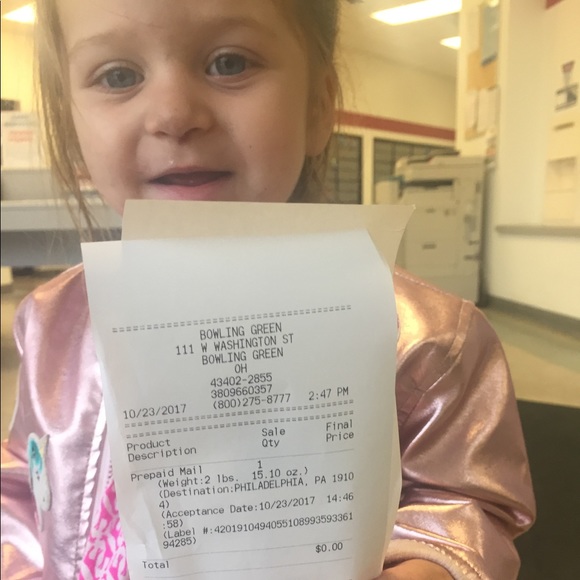 ==================================
BOWLING GREEN
111 W WASHINGTON ST
BOWLING GREEN
OH
43402-2855
3809660357
10/23/2017 (800)275-8777 2:47 PM
==================================
==================================
Product Sale Final
Description Qty Price
Prepaid Mail 1
(Weight:2 lbs. 15.10 oz.)
(Destination:PHILADELPHIA, PA 1910
4)
(Acceptance Date:10/23/2017 14:46
:58)
(Label #:4201910494055108993593361
94285)
Total $0.00